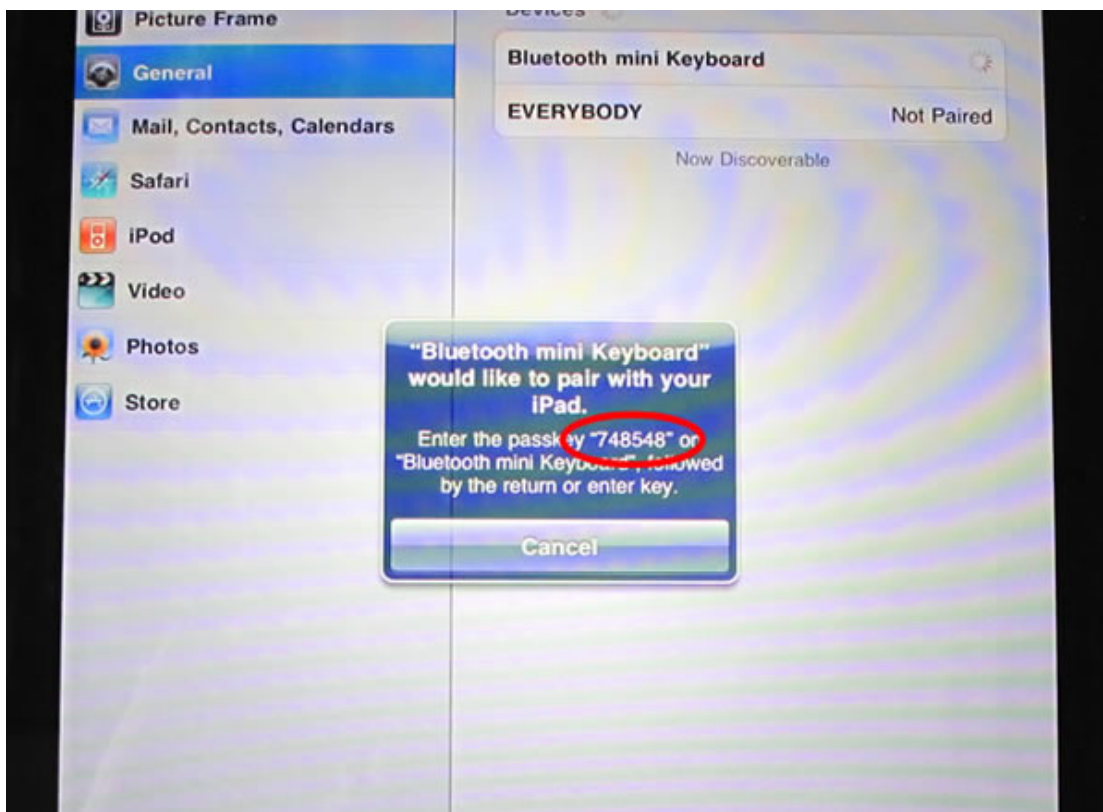 Picture Frame
General
Mail, Contacts, Calendars
Safari
iPod
Video
Photos
Store
Devices
Bluetooth mini Keyboard
EVERYBODY Not Paired
Now Discoverable
“Bluetooth mini Keyboard”
would like to pair with your
iPad.
Enter the passkey “748548” or
“Bluetooth mini Keyboard”, followed
by the return or enter key.
Cancel